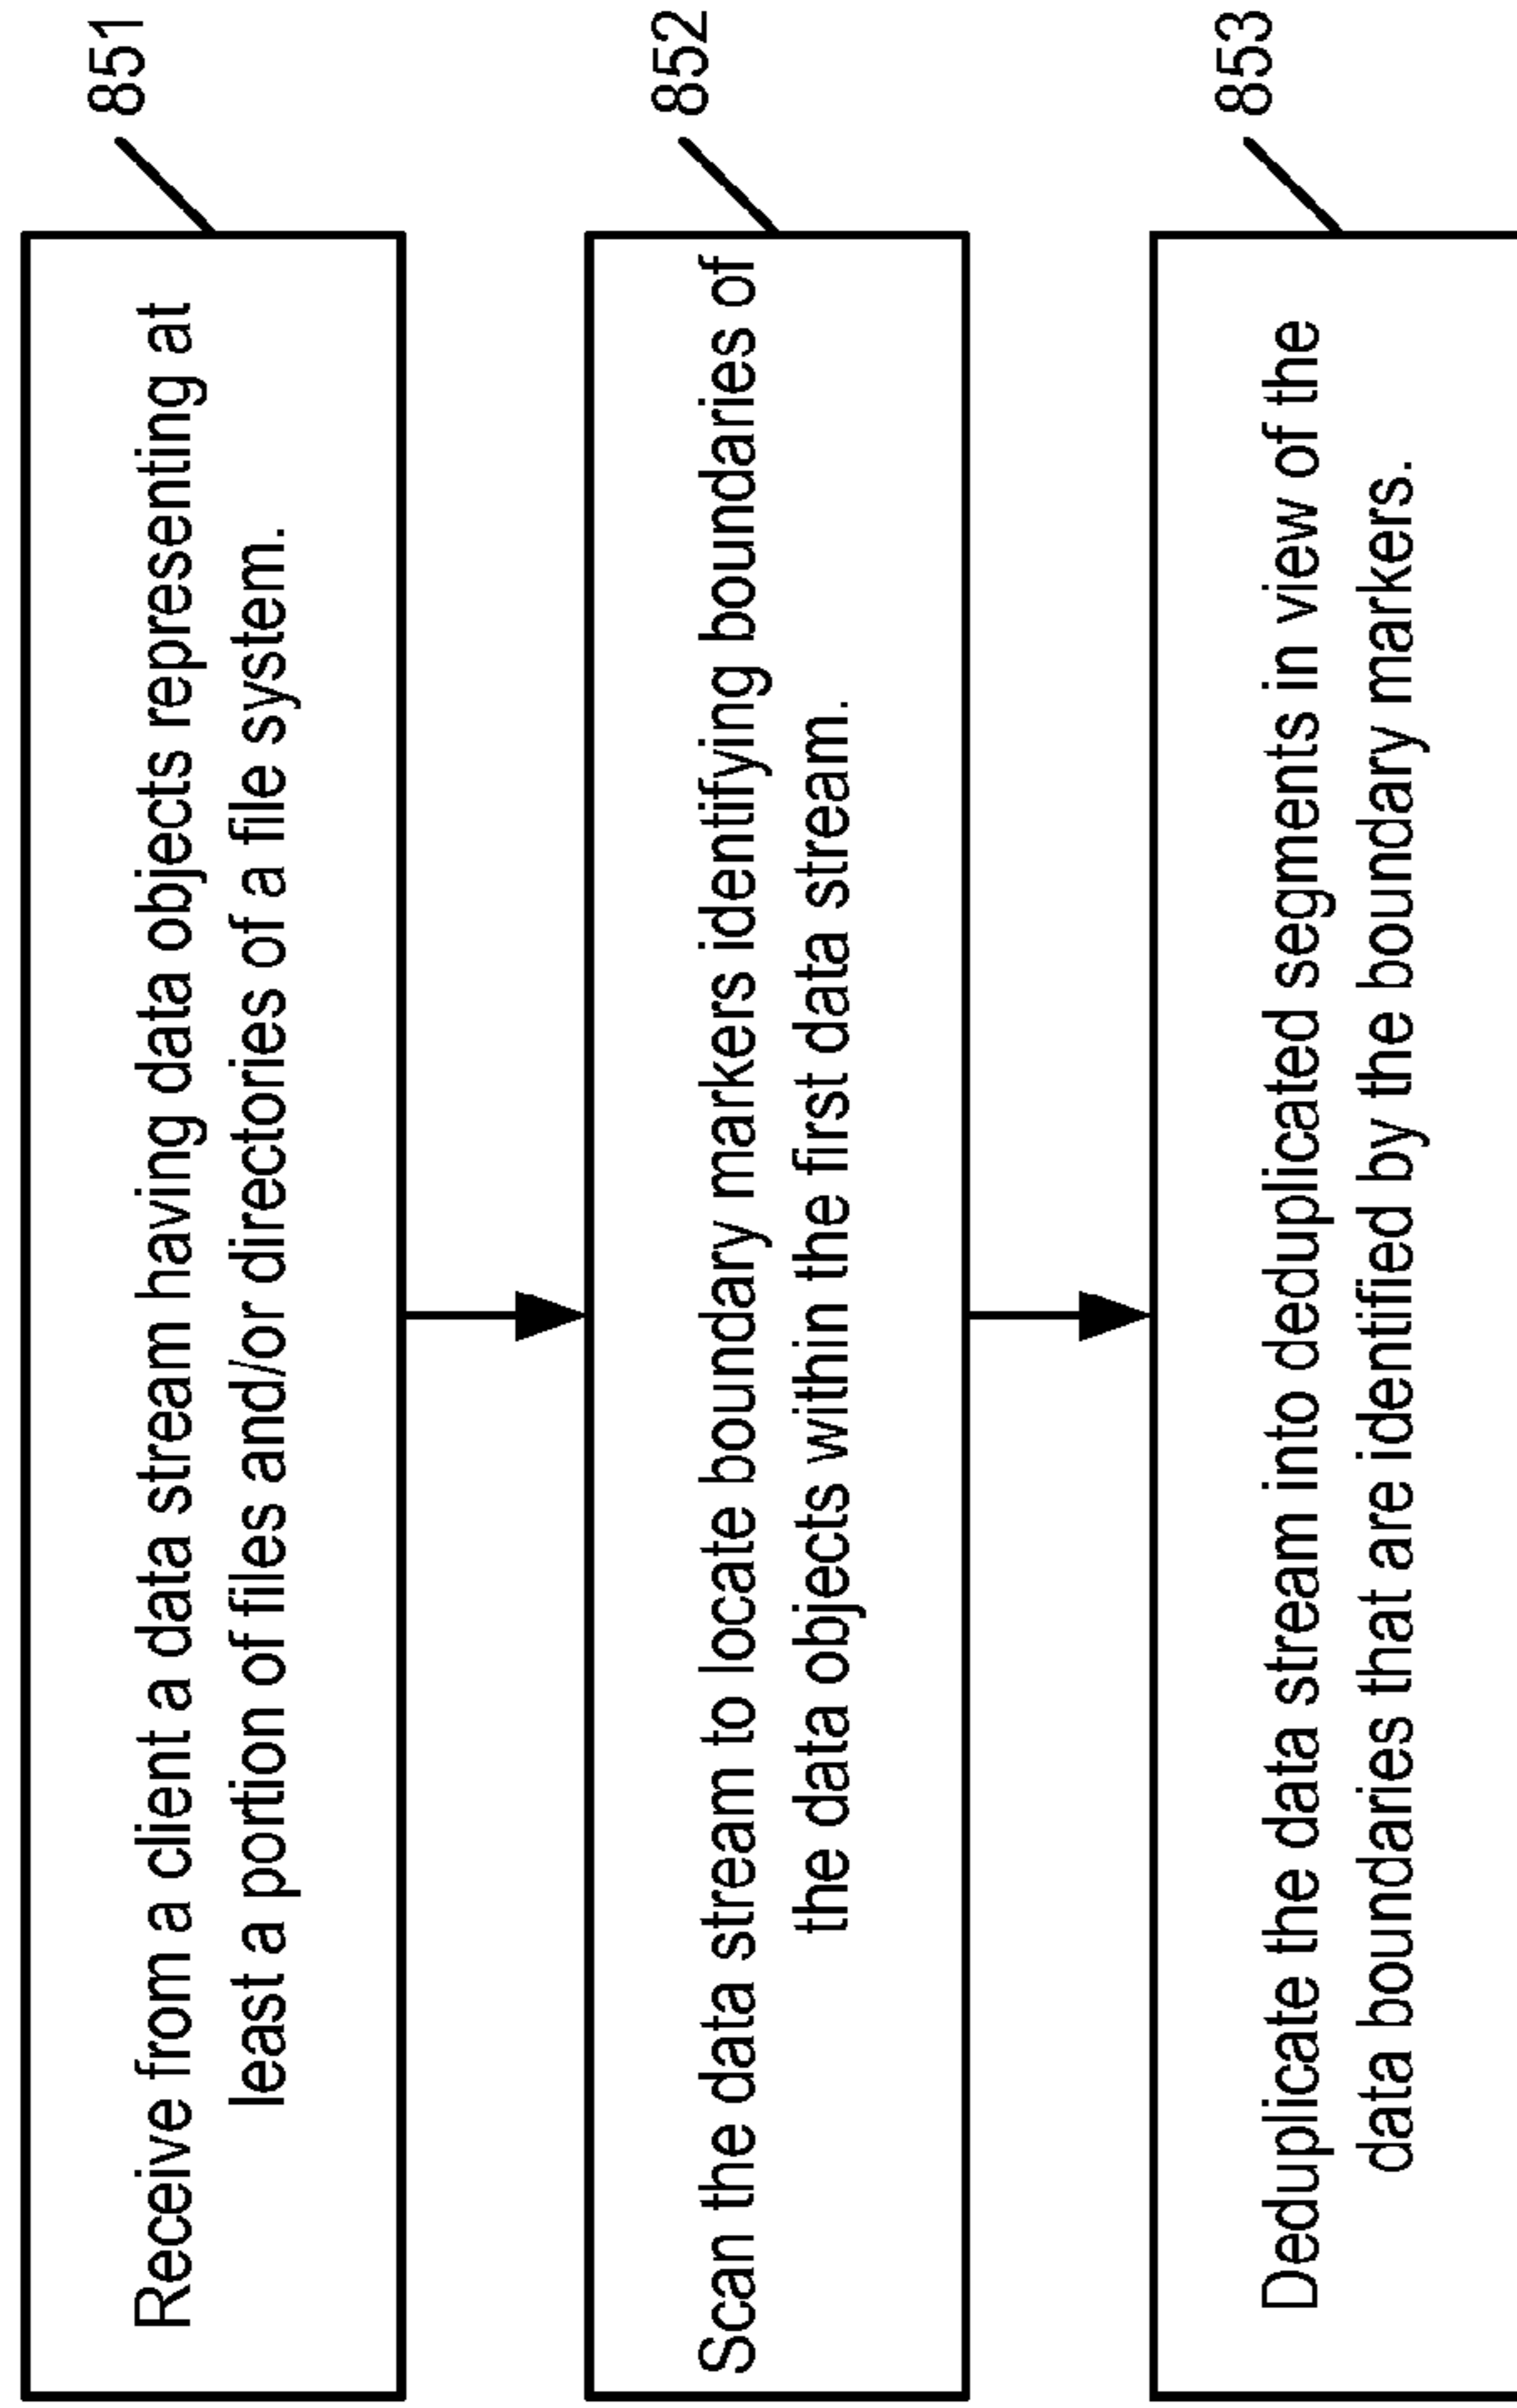 Receive from a client a data stream having data objects representing at
least a portion of files and/or directories of a file system.
851
Scan the data stream to locate boundary markers identifying boundaries of
the data objects within the first data stream.
852
Deduplicate the data stream into deduplicated segments in view of the
data boundaries that are identified by the boundary markers.
853